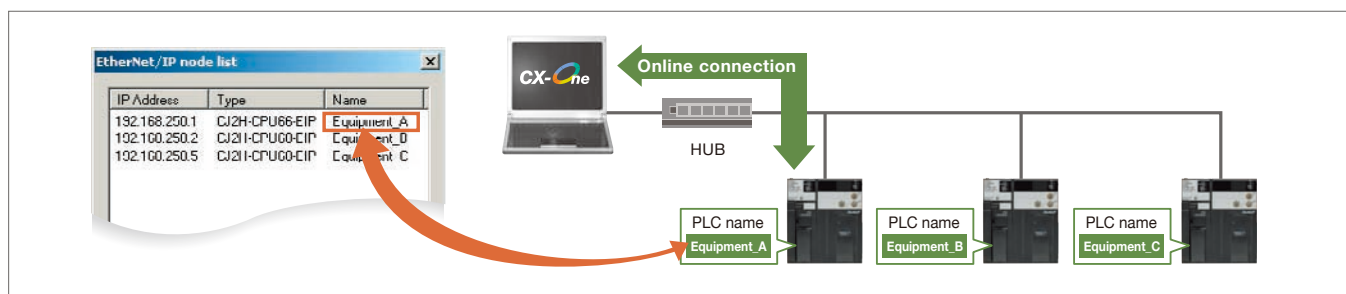 EtherNet/IP node list
IP Address Type Name
192.168.250.1 CJ2H-CPU66-EIP Equipment_A
192.168.250.2 CJ2H-CPU60-EIP Equipment_B
192.168.250.5 CJ2H-CPU60-EIP Equipment_C
CX-One
Online connection
HUB
PLC name
Equipment_A
PLC name
Equipment_B
PLC name
Equipment_C